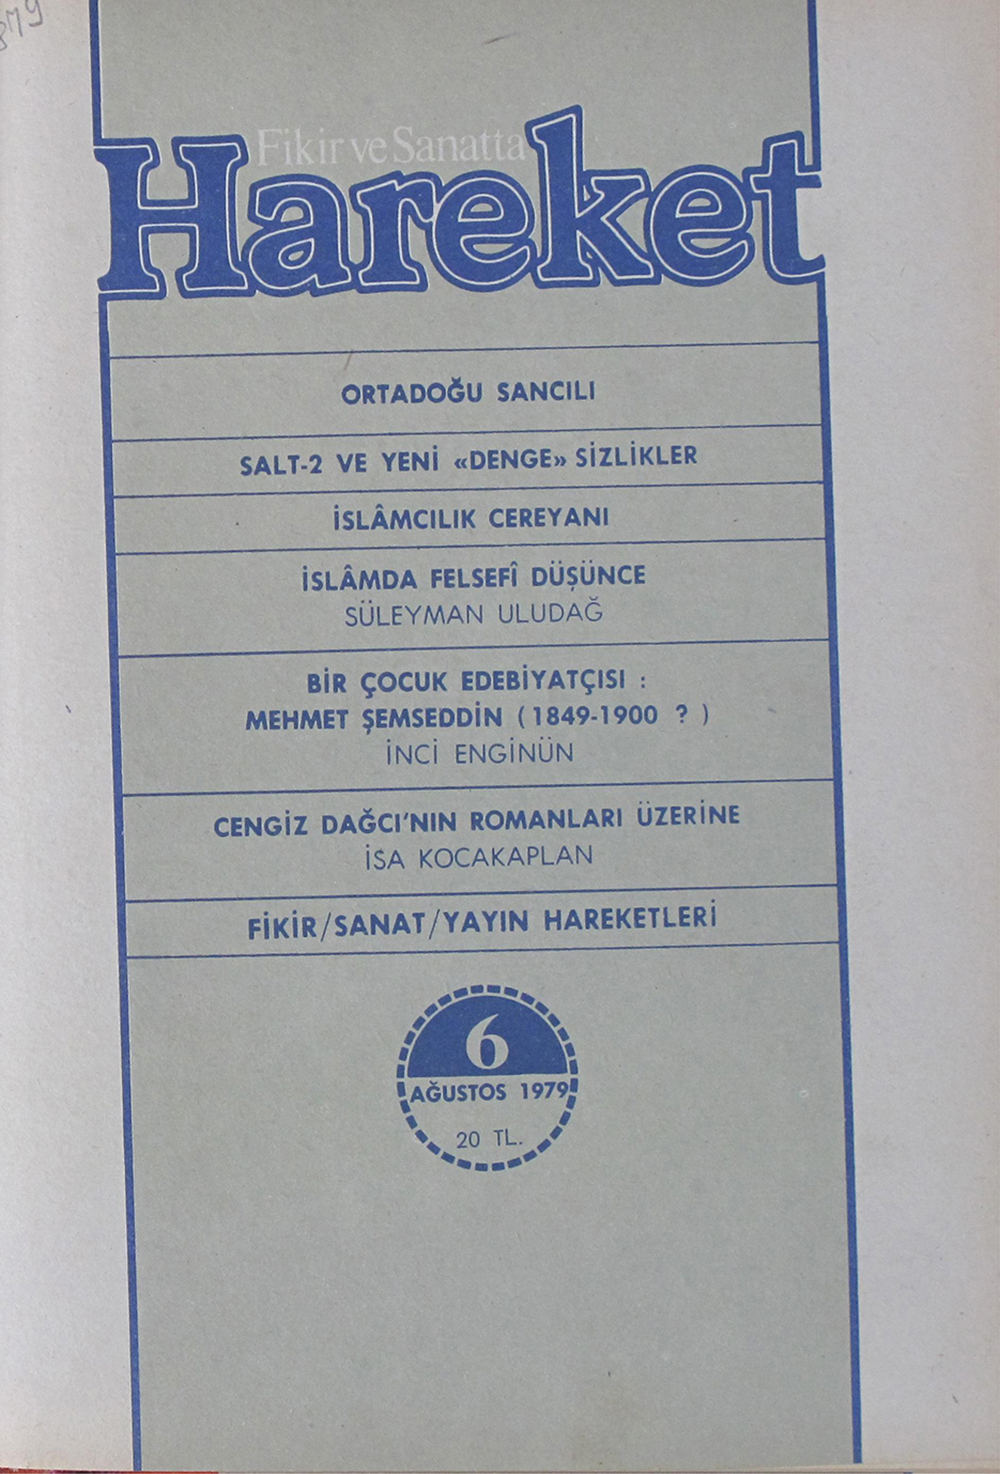 Fikir ve Sanatta
Hareket
ORTADOĞU SANCILI
SALT-2 VE YENİ «DENGE» SİZLİKLER
İSLÂMCILIK CEREYANI
İSLÂMDA FELSEFÎ DÜŞÜNCE
SÜLEYMAN ULUDAĞ
BİR ÇOCUK EDEBİYATÇISI :
MEHMET ŞEMSEDDİN ( 1849-1900 ? )
İNCİ ENGİNÜN
CENGİZ DAĞCI'NIN ROMANLARI ÜZERİNE
İSA KOCAKAPLAN
FİKİR/SANAT/YAYIN HAREKETLERİ
6
AĞUSTOS 1979
20 TL.